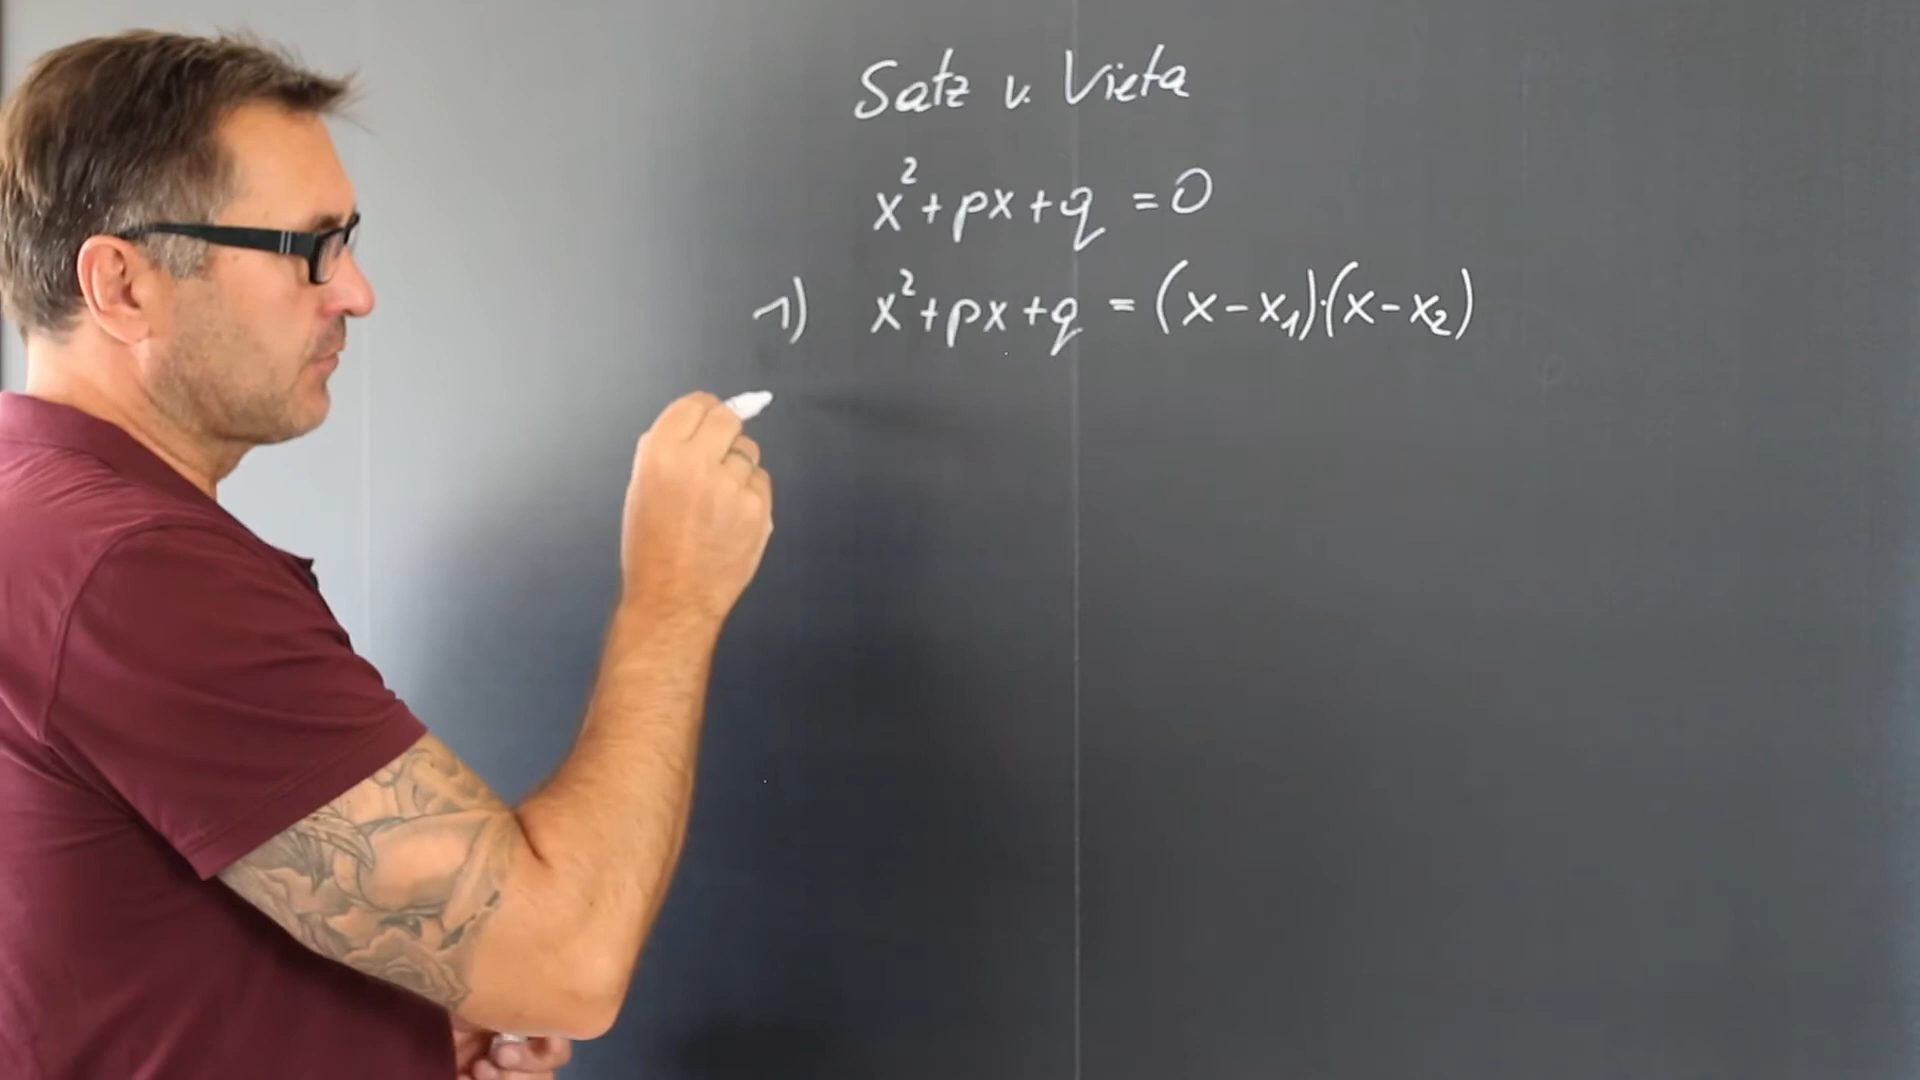 Satz v. Vieta
x²+px+q =0
1) x²+px+q = (x-x₁)·(x-x₂)